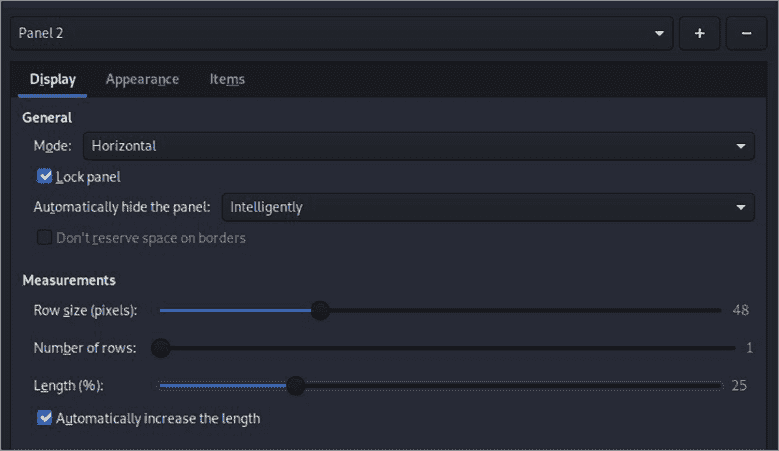 Panel 2
+ −
Display Appearance Items
General
Mode: Horizontal
Lock panel
Automatically hide the panel: Intelligently
Don't reserve space on borders
Measurements
Row size (pixels): 48
Number of rows: 1
Length (%): 25
Automatically increase the length